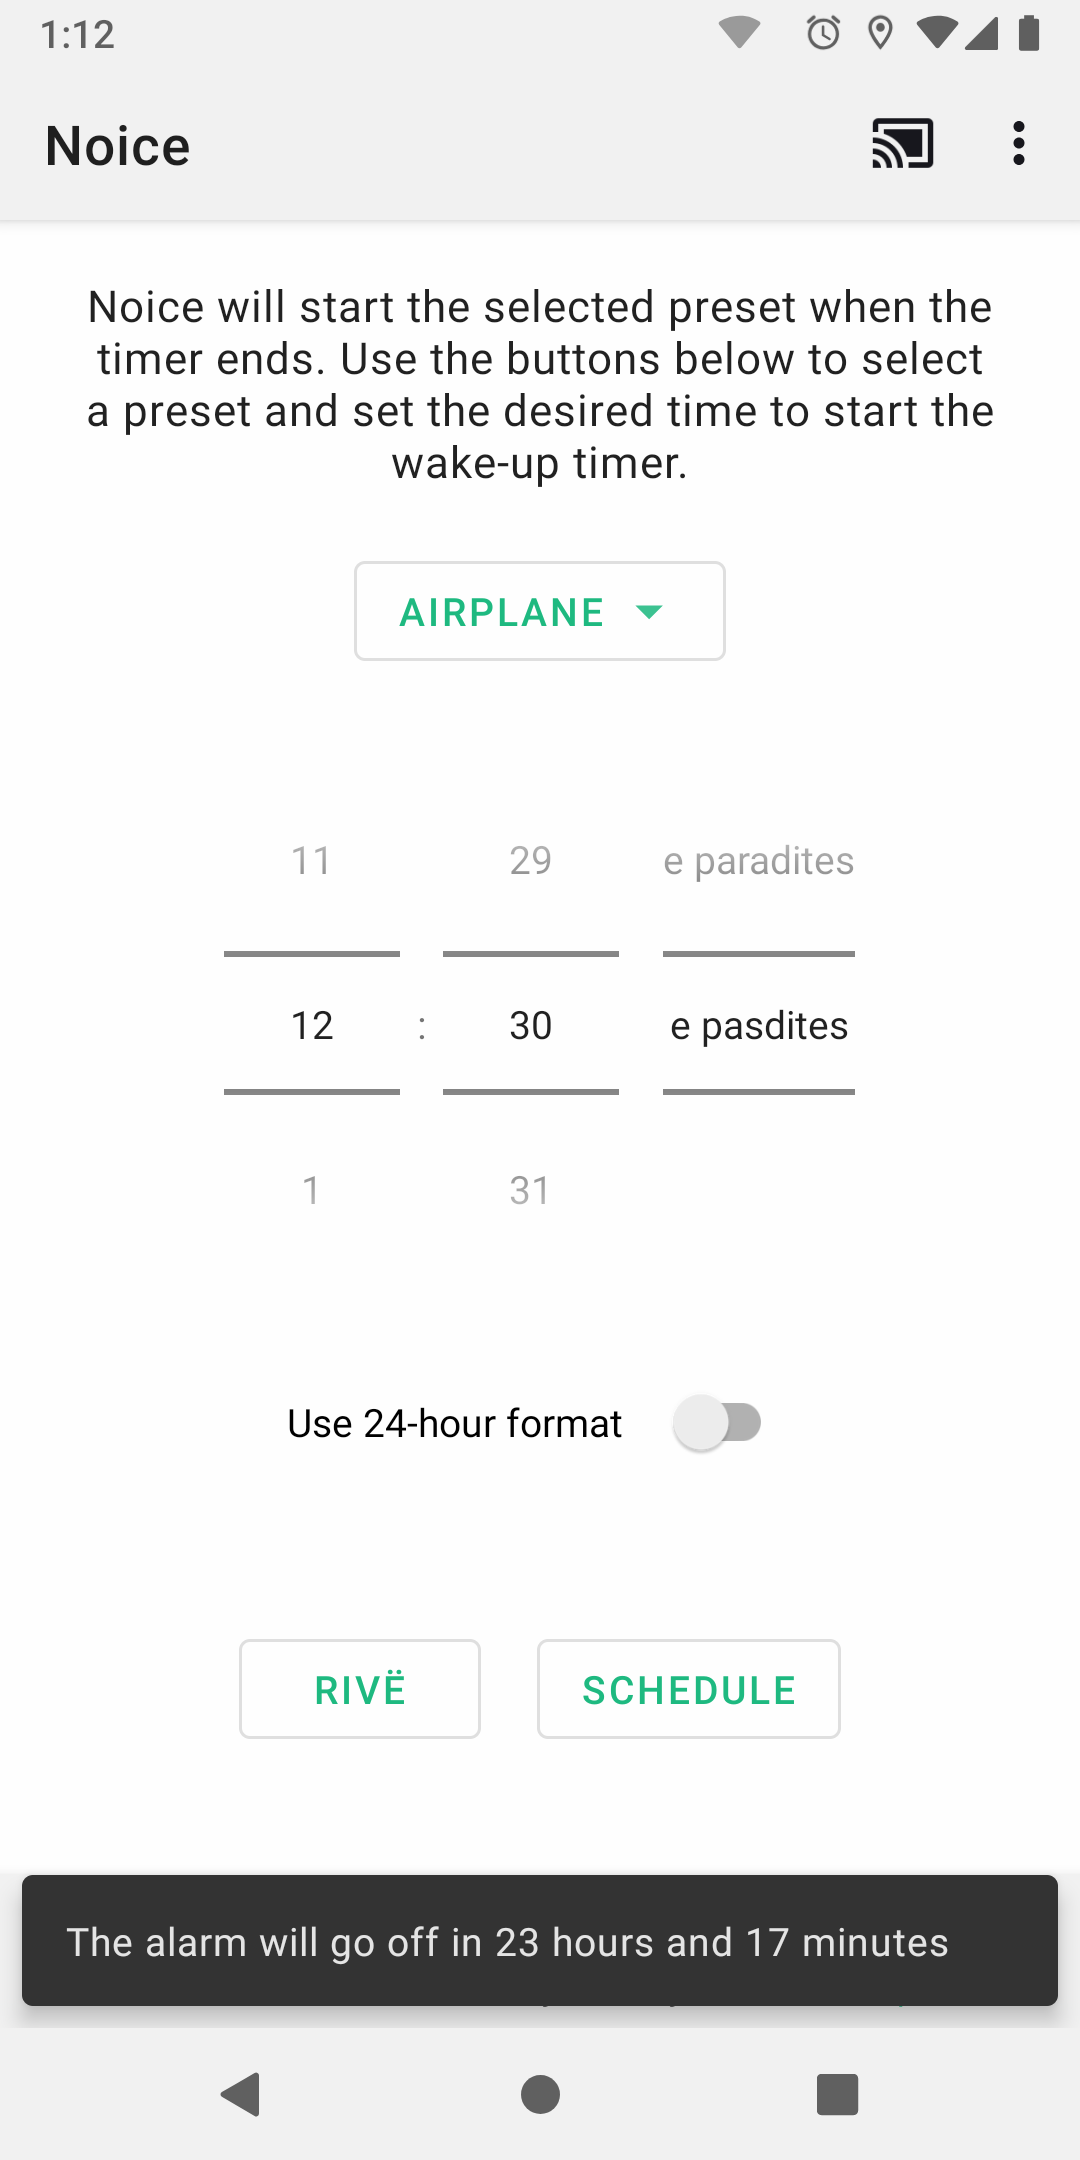 1:12
Noice
Noice will start the selected preset when the
timer ends. Use the buttons below to select
a preset and set the desired time to start the
wake-up timer.
AIRPLANE
11 29 e paradites
12 : 30 e pasdites
1 31
Use 24-hour format
RIVË SCHEDULE
The alarm will go off in 23 hours and 17 minutes